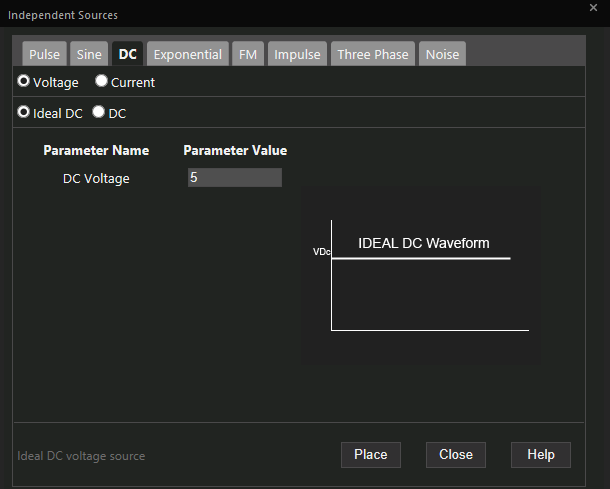 Independent Sources
Pulse Sine DC Exponential FM Impulse Three Phase Noise
Voltage Current
Ideal DC DC
Parameter Name Parameter Value
DC Voltage 5
IDEAL DC Waveform
VDc
Ideal DC voltage source Place Close Help